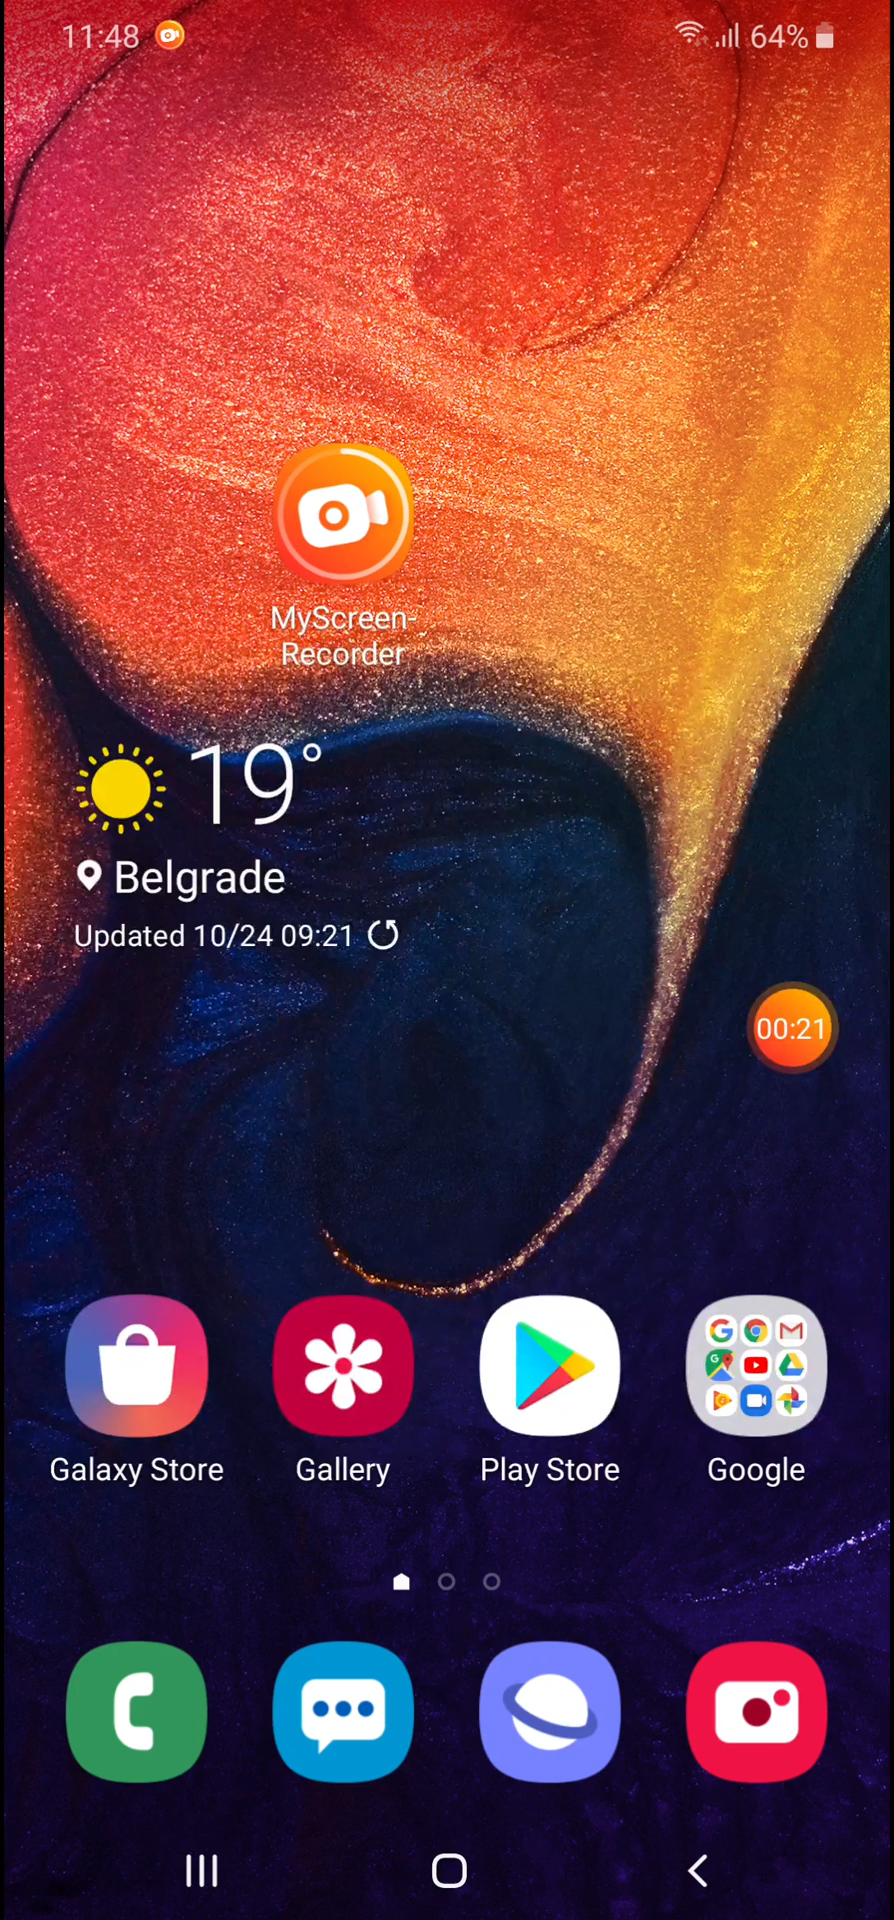 11:48
64%
MyScreen-
Recorder
19°
Belgrade
Updated 10/24 09:21
00:21
Galaxy Store
Gallery
Play Store
Google